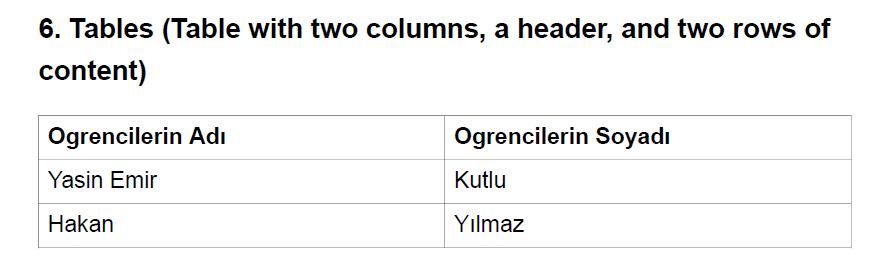 6. Tables (Table with two columns, a header, and two rows of
content)
Ogrencilerin Adı Ogrencilerin Soyadı
Yasin Emir Kutlu
Hakan Yılmaz